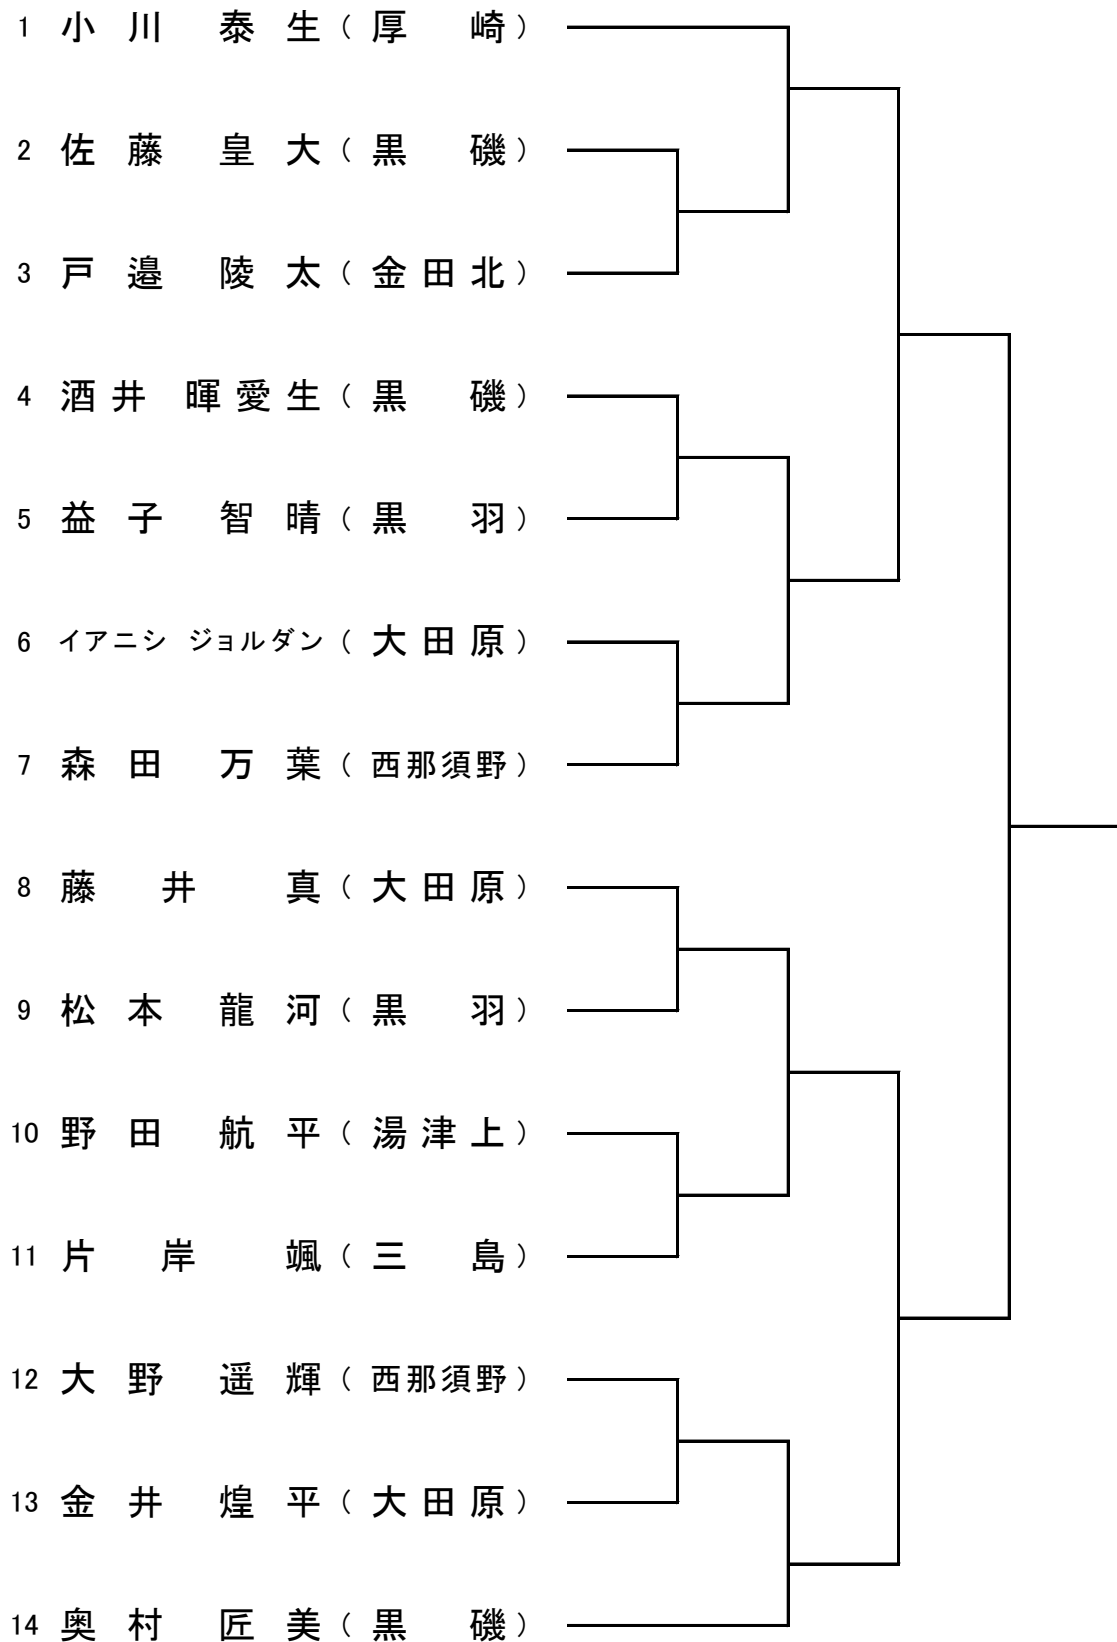 1 小川 泰生 （ 厚崎 ）
2 佐藤 皇大 （ 黒磯 ）
3 戸邉 陵太 （ 金田北 ）
4 酒井 暉愛生 （ 黒磯 ）
5 益子 智晴 （ 黒羽 ）
6 イアニシ ジョルダン （ 大田原 ）
7 森田 万葉 （ 西那須野 ）
8 藤井 真 （ 大田原 ）
9 松本 龍河 （ 黒羽 ）
10 野田 航平 （ 湯津上 ）
11 片岸 颯 （ 三島 ）
12 大野 遥輝 （ 西那須野 ）
13 金井 煌平 （ 大田原 ）
14 奥村 匠美 （ 黒磯 ）